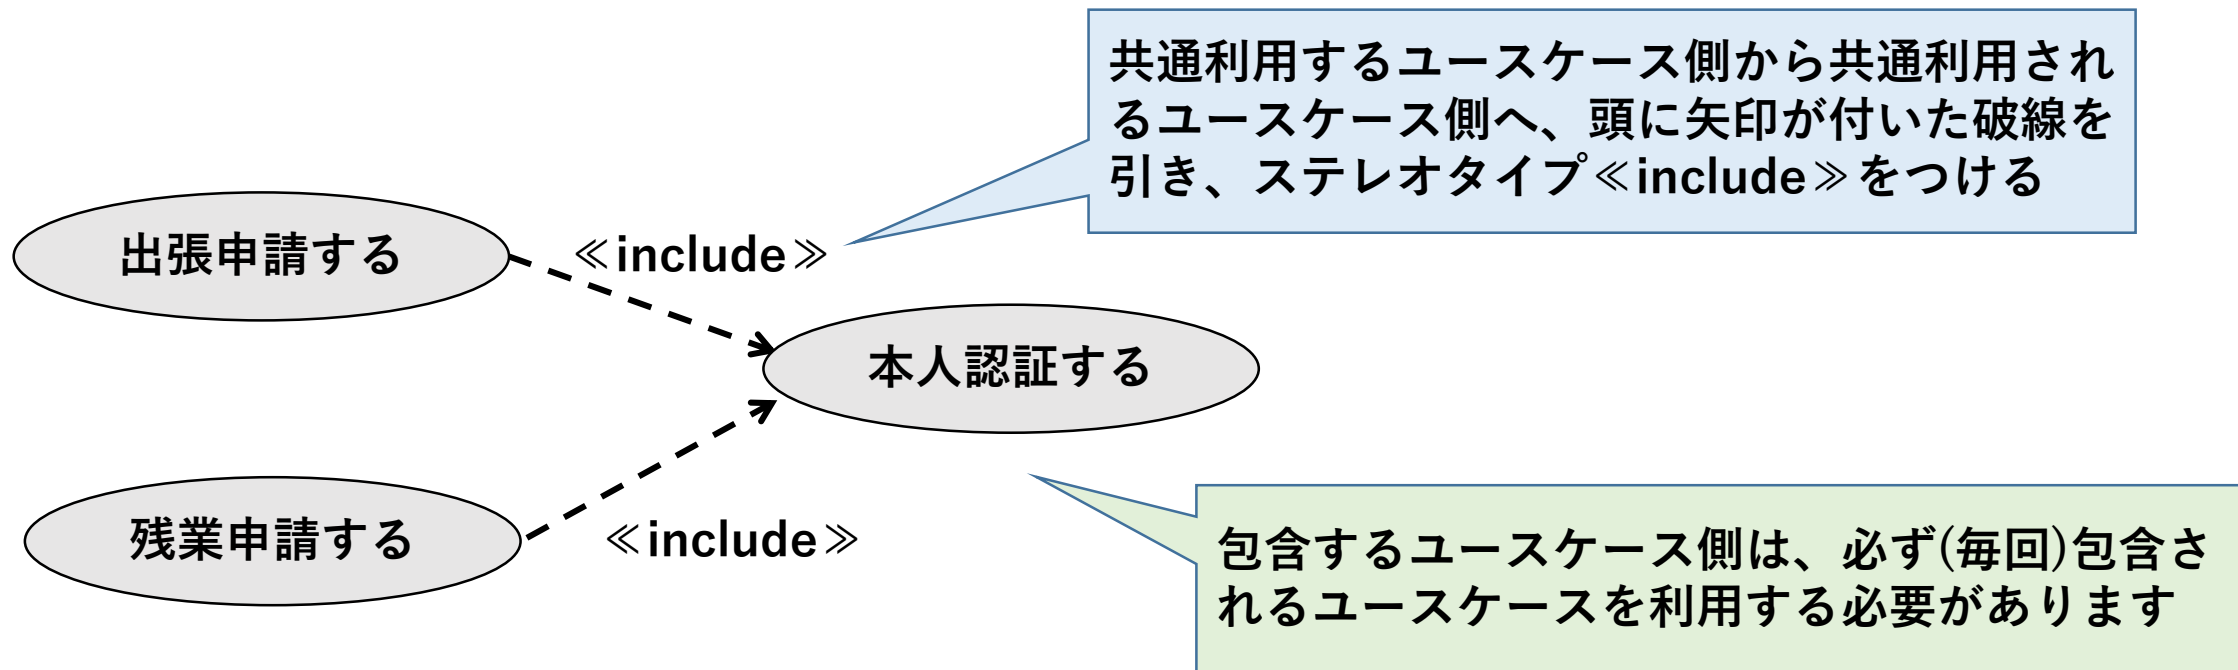 共通利用するユースケース側から共通利用され
るユースケース側へ、頭に矢印が付いた破線を
引き、ステレオタイプ≪include≫をつける
出張申請する
≪include≫
本人認証する
残業申請する
≪include≫
包含するユースケース側は、必ず(毎回)包含さ
れるユースケースを利用する必要があります